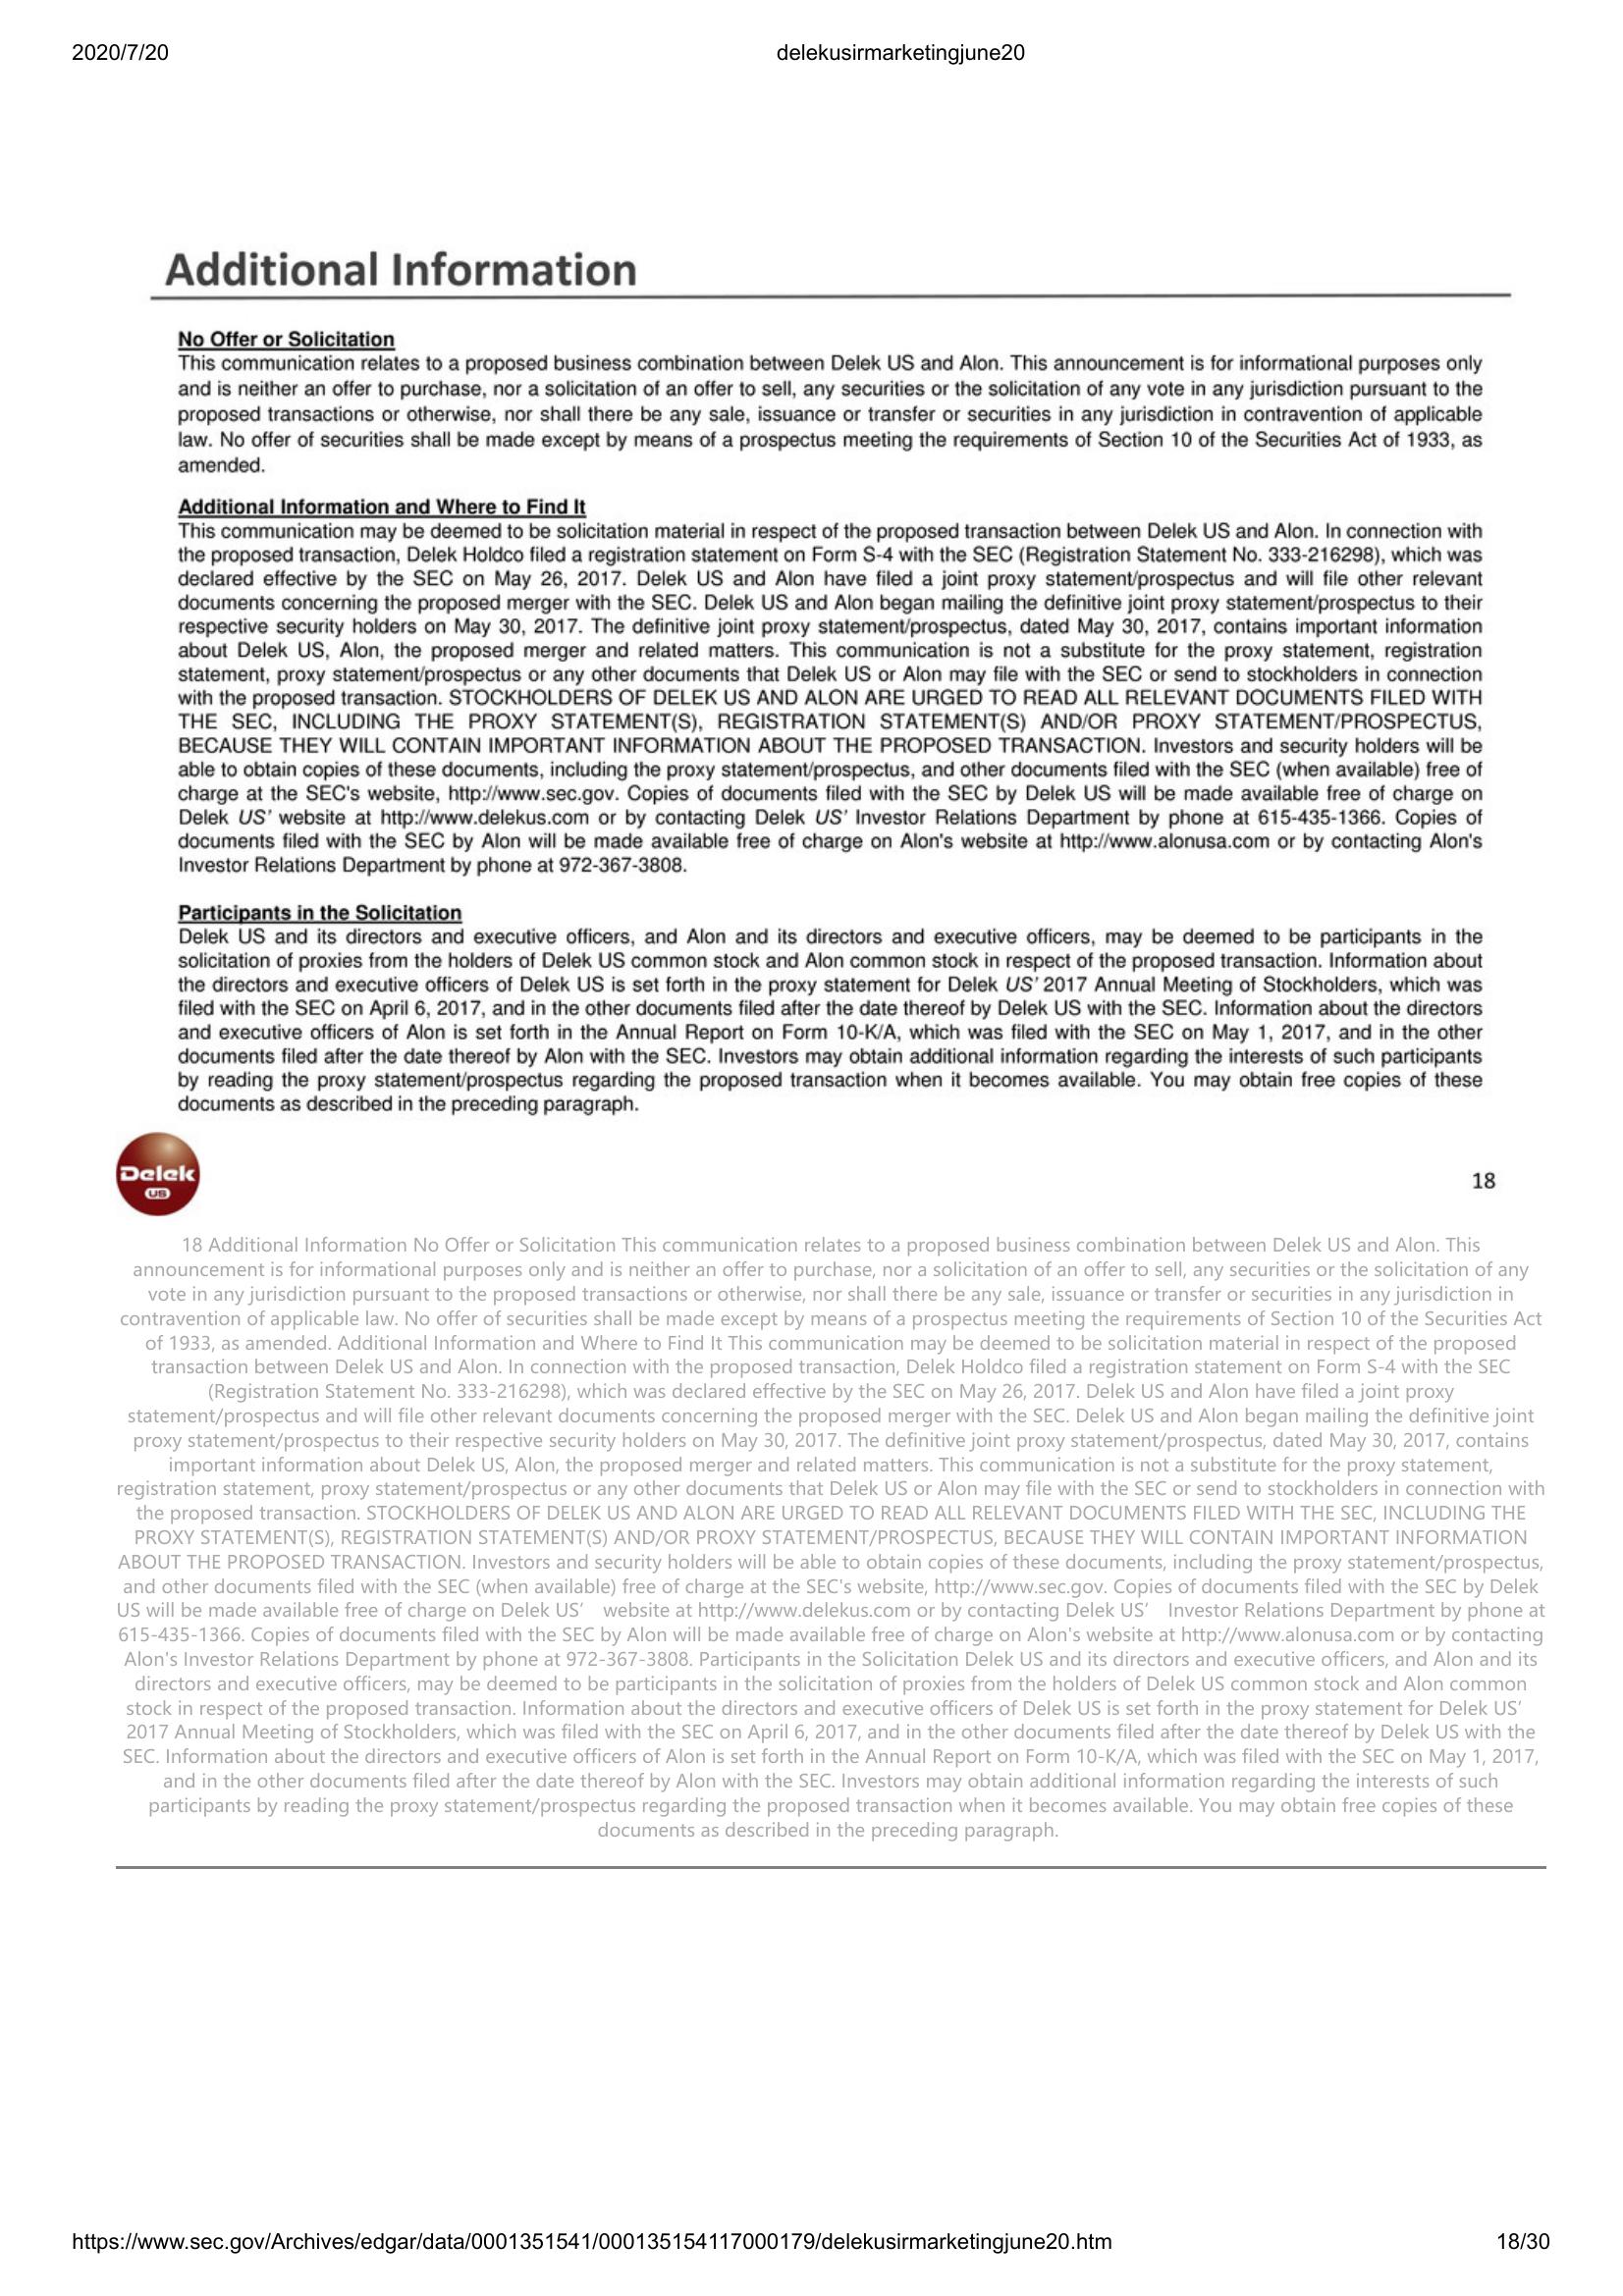 2020/7/20
delekusirmarketingjune20
Additional Information
No Offer or Solicitation
This communication relates to a proposed business combination between Delek US and Alon. This announcement is for informational purposes only
and is neither an offer to purchase, nor a solicitation of an offer to sell, any securities or the solicitation of any vote in any jurisdiction pursuant to the
proposed transactions or otherwise, nor shall there be any sale, issuance or transfer or securities in any jurisdiction in contravention of applicable
law. No offer of securities shall be made except by means of a prospectus meeting the requirements of Section 10 of the Securities Act of 1933, as
amended.
Additional Information and Where to Find It
This communication may be deemed to be solicitation material in respect of the proposed transaction between Delek US and Alon. In connection with
the proposed transaction, Delek Holdco filed a registration statement on Form S-4 with the SEC (Registration Statement No. 333-216298), which was
declared effective by the SEC on May 26, 2017. Delek US and Alon have filed a joint proxy statement/prospectus and will file other relevant
documents concerning the proposed merger with the SEC. Delek US and Alon began mailing the definitive joint proxy statement/prospectus to their
respective security holders on May 30, 2017. The definitive joint proxy statement/prospectus, dated May 30, 2017, contains important information
about Delek US, Alon, the proposed merger and related matters. This communication is not a substitute for the proxy statement, registration
statement, proxy statement/prospectus or any other documents that Delek US or Alon may file with the SEC or send to stockholders in connection
with the proposed transaction. STOCKHOLDERS OF DELEK US AND ALON ARE URGED TO READ ALL RELEVANT DOCUMENTS FILED WITH
THE SEC, INCLUDING THE PROXY STATEMENT(S), REGISTRATION STATEMENT(S) AND/OR PROXY STATEMENT/PROSPECTUS,
BECAUSE THEY WILL CONTAIN IMPORTANT INFORMATION ABOUT THE PROPOSED TRANSACTION. Investors and security holders will be
able to obtain copies of these documents, including the proxy statement/prospectus, and other documents filed with the SEC (when available) free of
charge at the SEC's website, http://www.sec.gov. Copies of documents filed with the SEC by Delek US will be made available free of charge on
Delek US' website at http://www.delekus.com or by contacting Delek US' Investor Relations Department by phone at 615-435-1366. Copies of
documents filed with the SEC by Alon will be made available free of charge on Alon's website at http://www.alonusa.com or by contacting Alon's
Investor Relations Department by phone at 972-367-3808.
Participants in the Solicitation
Delek US and its directors and executive officers, and Alon and its directors and executive officers, may be deemed to be participants in the
solicitation of proxies from the holders of Delek US common stock and Alon common stock in respect of the proposed transaction. Information about
the directors and executive officers of Delek US is set forth in the proxy statement for Delek US' 2017 Annual Meeting of Stockholders, which was
filed with the SEC on April 6, 2017, and in the other documents filed after the date thereof by Delek US with the SEC. Information about the directors
and executive officers of Alon is set forth in the Annual Report on Form 10-K/A, which was filed with the SEC on May 1, 2017, and in the other
documents filed after the date thereof by Alon with the SEC. Investors may obtain additional information regarding the interests of such participants
by reading the proxy statement/prospectus regarding the proposed transaction when it becomes available. You may obtain free copies of these
documents as described in the preceding paragraph.
Delek
US
18
18 Additional Information No Offer or Solicitation This communication relates to a proposed business combination between Delek US and Alon. This
announcement is for informational purposes only and is neither an offer to purchase, nor a solicitation of an offer to sell, any securities or the solicitation of any
vote in any jurisdiction pursuant to the proposed transactions or otherwise, nor shall there be any sale, issuance or transfer or securities in any jurisdiction in
contravention of applicable law. No offer of securities shall be made except by means of a prospectus meeting the requirements of Section 10 of the Securities Act
of 1933, as amended. Additional Information and Where to Find It This communication may be deemed to be solicitation material in respect of the proposed
transaction between Delek US and Alon. In connection with the proposed transaction, Delek Holdco filed a registration statement on Form S-4 with the SEC
(Registration Statement No. 333-216298), which was declared effective by the SEC on May 26, 2017. Delek US and Alon have filed a joint proxy
statement/prospectus and will file other relevant documents concerning the proposed merger with the SEC. Delek US and Alon began mailing the definitive joint
proxy statement/prospectus to their respective security holders on May 30, 2017. The definitive joint proxy statement/prospectus, dated May 30, 2017, contains
important information about Delek US, Alon, the proposed merger and related matters. This communication is not a substitute for the proxy statement,
registration statement, proxy statement/prospectus or any other documents that Delek US or Alon may file with the SEC or send to stockholders in connection with
the proposed transaction. STOCKHOLDERS OF DELEK US AND ALON ARE URGED TO READ ALL RELEVANT DOCUMENTS FILED WITH THE SEC, INCLUDING THE
PROXY STATEMENT(S), REGISTRATION STATEMENT(S) AND/OR PROXY STATEMENT/PROSPECTUS, BECAUSE THEY WILL CONTAIN IMPORTANT INFORMATION
ABOUT THE PROPOSED TRANSACTION. Investors and security holders will be able to obtain copies of these documents, including the proxy statement/prospectus,
and other documents filed with the SEC (when available) free of charge at the SEC's website, http://www.sec.gov. Copies of documents filed with the SEC by Delek
US will be made available free of charge on Delek US’ website at http://www.delekus.com or by contacting Delek US’ Investor Relations Department by phone at
615-435-1366. Copies of documents filed with the SEC by Alon will be made available free of charge on Alon's website at http://www.alonusa.com or by contacting
Alon's Investor Relations Department by phone at 972-367-3808. Participants in the Solicitation Delek US and its directors and executive officers, and Alon and its
directors and executive officers, may be deemed to be participants in the solicitation of proxies from the holders of Delek US common stock and Alon common
stock in respect of the proposed transaction. Information about the directors and executive officers of Delek US is set forth in the proxy statement for Delek US’
2017 Annual Meeting of Stockholders, which was filed with the SEC on April 6, 2017, and in the other documents filed after the date thereof by Delek US with the
SEC. Information about the directors and executive officers of Alon is set forth in the Annual Report on Form 10-K/A, which was filed with the SEC on May 1, 2017,
and in the other documents filed after the date thereof by Alon with the SEC. Investors may obtain additional information regarding the interests of such
participants by reading the proxy statement/prospectus regarding the proposed transaction when it becomes available. You may obtain free copies of these
documents as described in the preceding paragraph.
https://www.sec.gov/Archives/edgar/data/0001351541/000135154117000179/delekusirmarketingjune20.htm
18/30